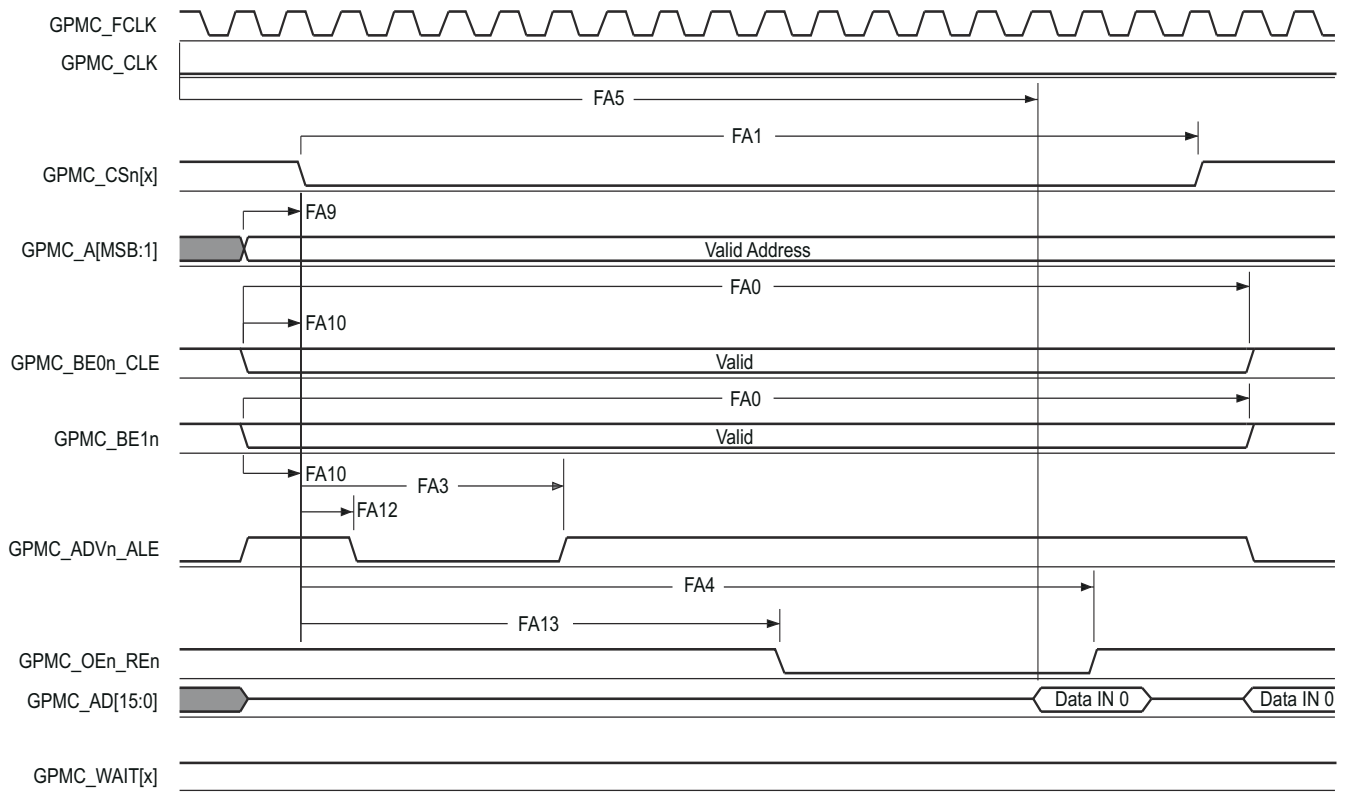 GPMC_FCLK
GPMC_CLK
FA5
FA1
GPMC_CSn[x]
FA9
GPMC_A[MSB:1] Valid Address
FA0
FA10
GPMC_BE0n_CLE Valid
FA0
GPMC_BE1n Valid
FA10
FA3
FA12
GPMC_ADVn_ALE
FA4
FA13
GPMC_OEn_REn
GPMC_AD[15:0] Data IN 0 Data IN 0
GPMC_WAIT[x]